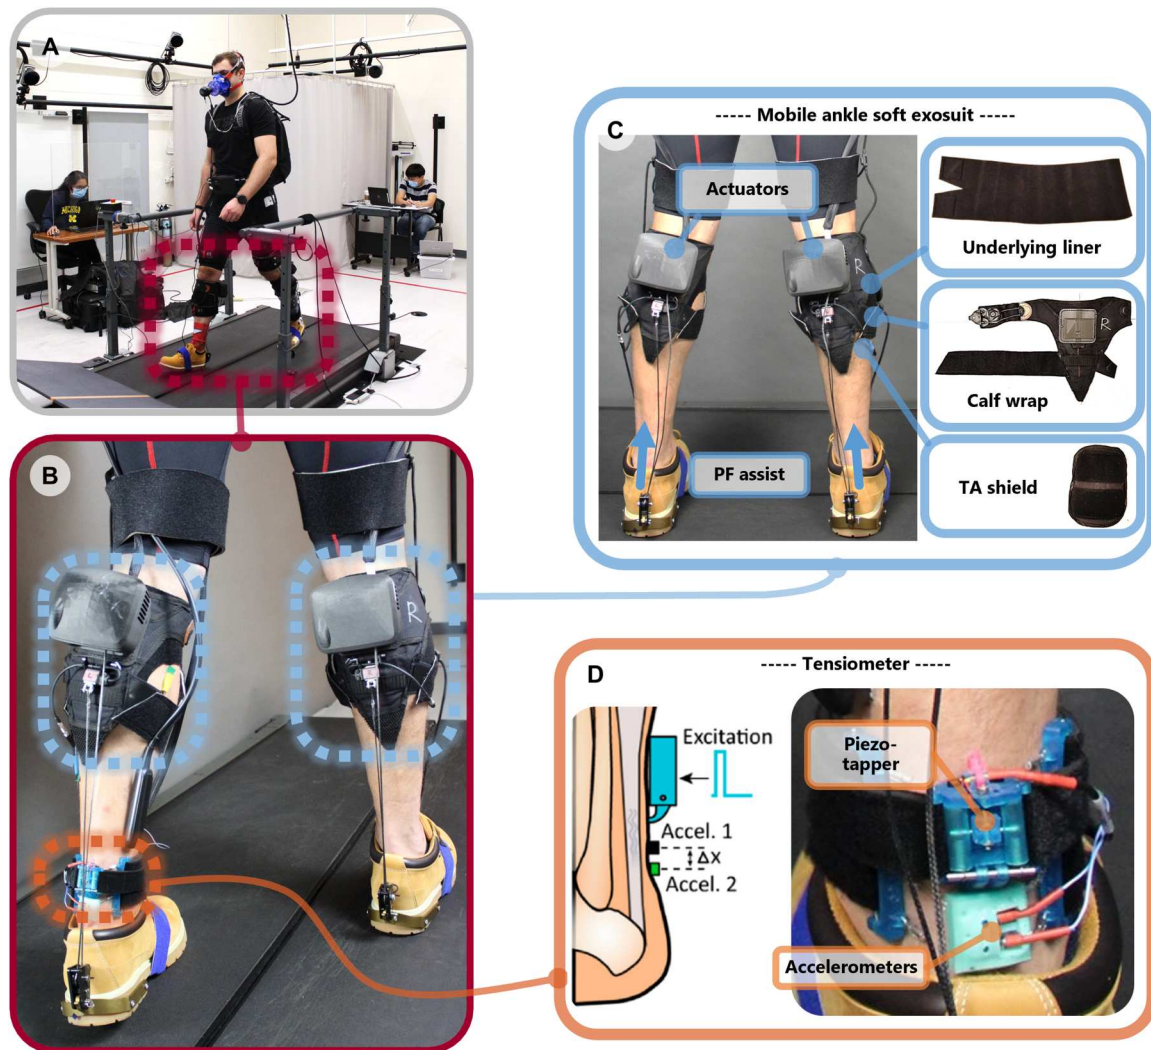 A
MICHIGAN
B
C
----- Mobile ankle soft exosuit -----
Actuators
R
Underlying liner
R
Calf wrap
PF assist
TA shield
R
D
----- Tensiometer -----
Excitation
Accel. 1
Δx
Accel. 2
Piezo-
tapper
Accelerometers